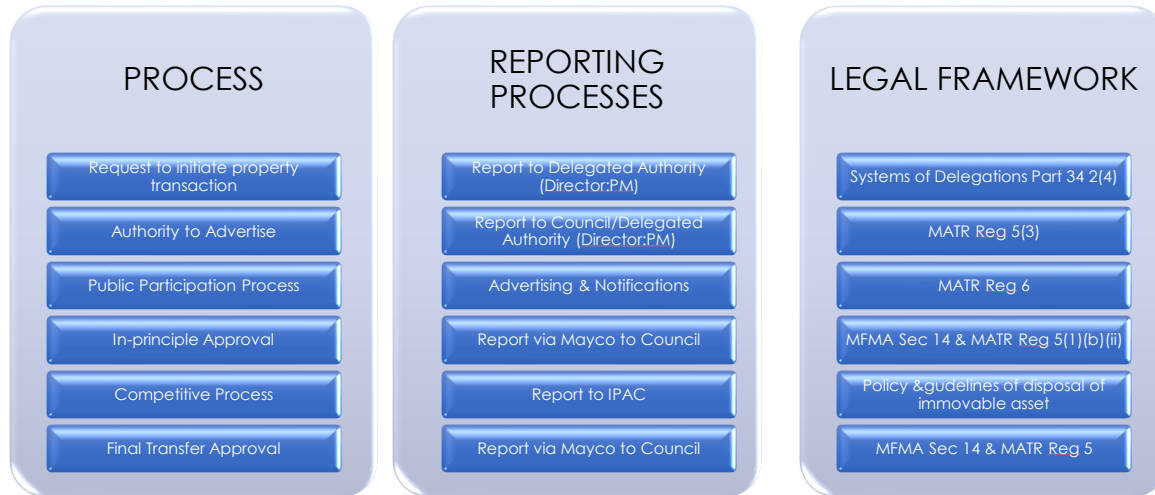 PROCESS
Request to initiate property
transaction
Authority to Advertise
Public Participation Process
In-principle Approval
Competitive Process
Final Transfer Approval
REPORTING
PROCESSES
Report to Delegated Authority
(Director:PM)
Report to Council/Delegated
Authority (Director:PM)
Advertising & Notifications
Report via Mayco to Council
Report to IPAC
Report via Mayco to Council
LEGAL FRAMEWORK
Systems of Delegations Part 34 2(4)
MATR Reg 5(3)
MATR Reg 6
MFMA Sec 14 & MATR Reg 5(1)(b)(ii)
Policy &gudelines of disposal of
immovable asset
MFMA Sec 14 & MATR Reg 5